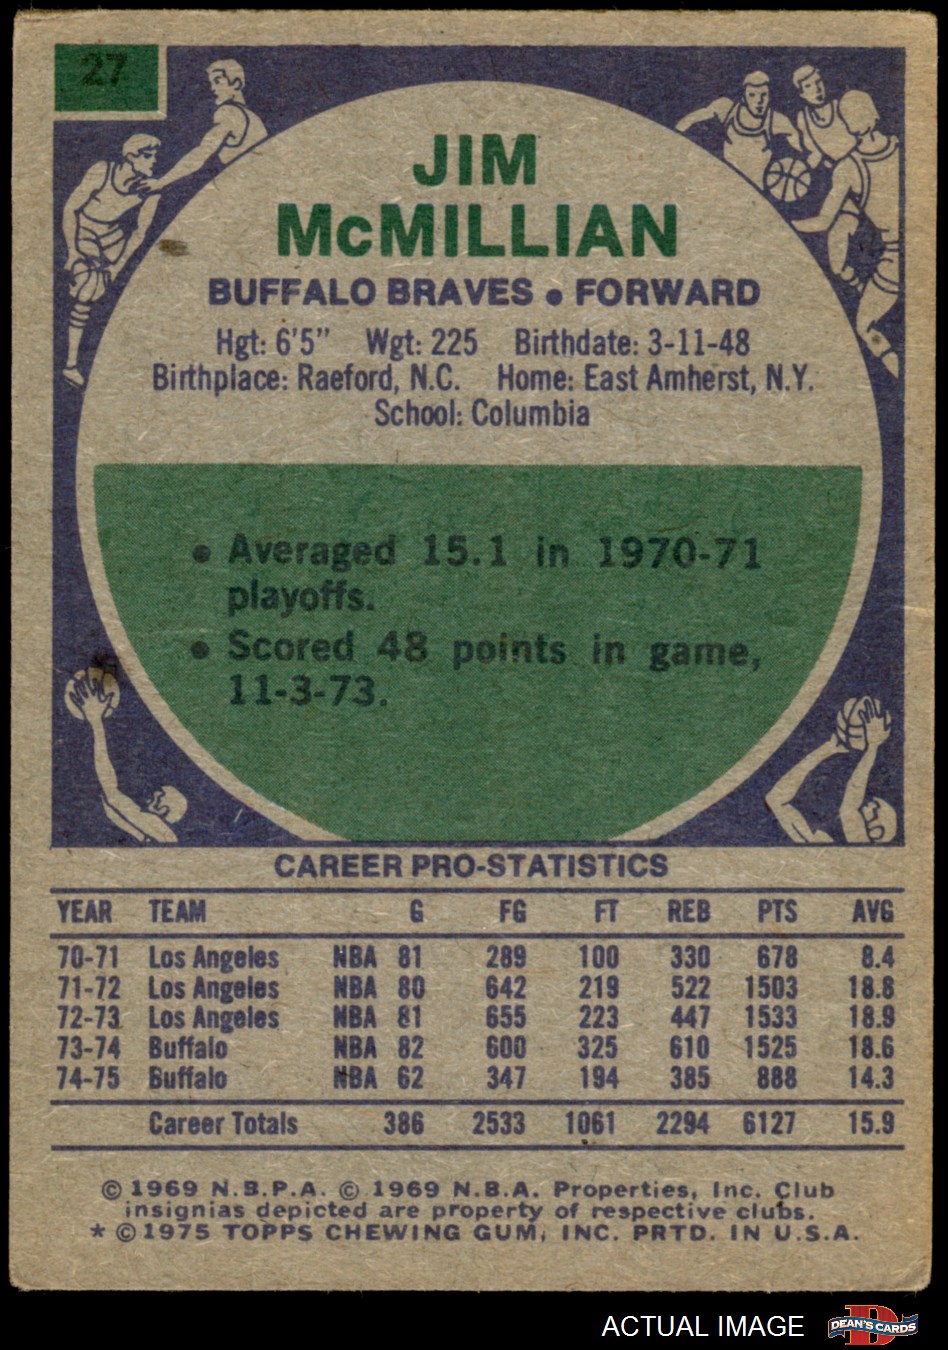 27
JIM
McMILLIAN
BUFFALO BRAVES • FORWARD
Hgt: 6'5” Wgt: 225 Birthdate: 3-11-48
Birthplace: Raeford, N.C. Home: East Amherst, N.Y.
School: Columbia
• Averaged 15.1 in 1970-71
playoffs.
• Scored 48 points in game,
11-3-73.
CAREER PRO-STATISTICS
YEAR TEAM G FG FT REB PTS AVG
70-71 Los Angeles NBA 81 289 100 330 678 8.4
71-72 Los Angeles NBA 80 642 219 522 1503 18.8
72-73 Los Angeles NBA 81 655 223 447 1533 18.9
73-74 Buffalo NBA 82 600 325 610 1525 18.6
74-75 Buffalo NBA 62 347 194 385 888 14.3
Career Totals 386 2533 1061 2294 6127 15.9
© 1969 N.B.P.A. © 1969 N.B.A. Properties, Inc. Club
insignias depicted are property of respective clubs.
* © 1975 TOPPS CHEWING GUM, INC. PRTD. IN U.S.A.
ACTUAL IMAGE
DEAN'S CARDS